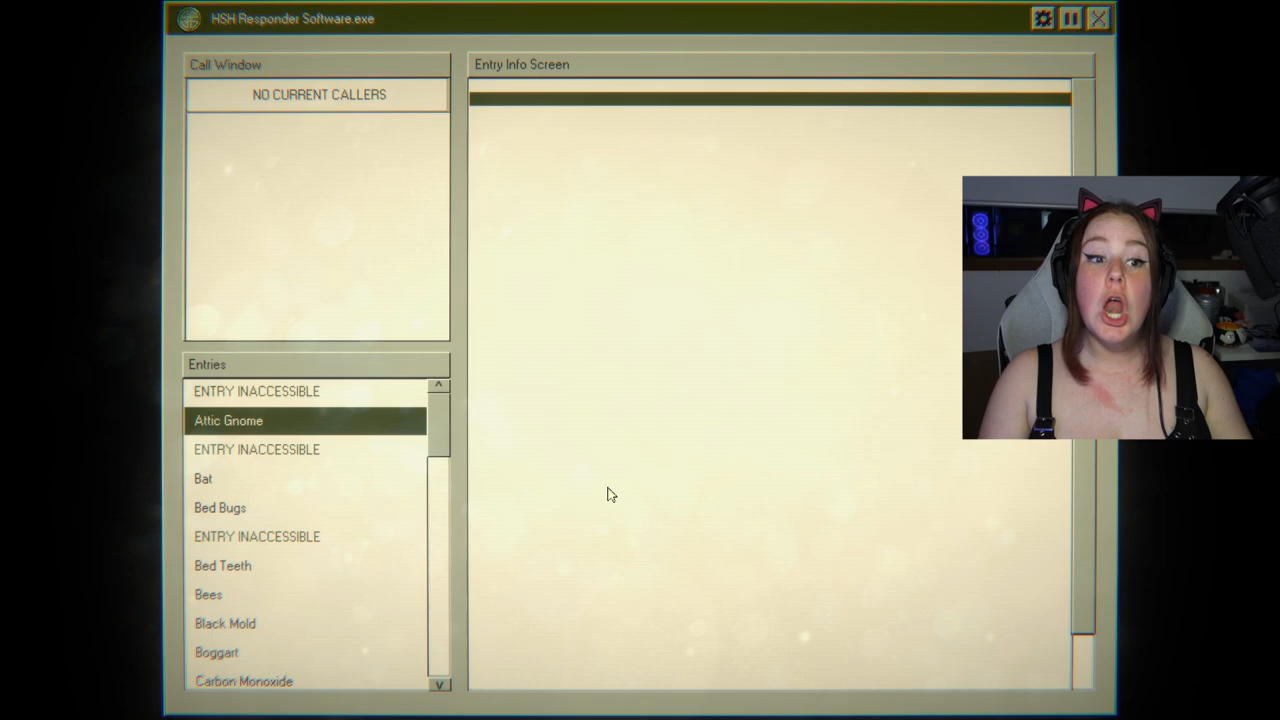 HSH Responder Software.exe
Call Window
NO CURRENT CALLERS
Entry Info Screen
Entries
ENTRY INACCESSIBLE
Attic Gnome
ENTRY INACCESSIBLE
Bat
Bed Bugs
ENTRY INACCESSIBLE
Bed Teeth
Bees
Black Mold
Boggart
Carbon Monoxide